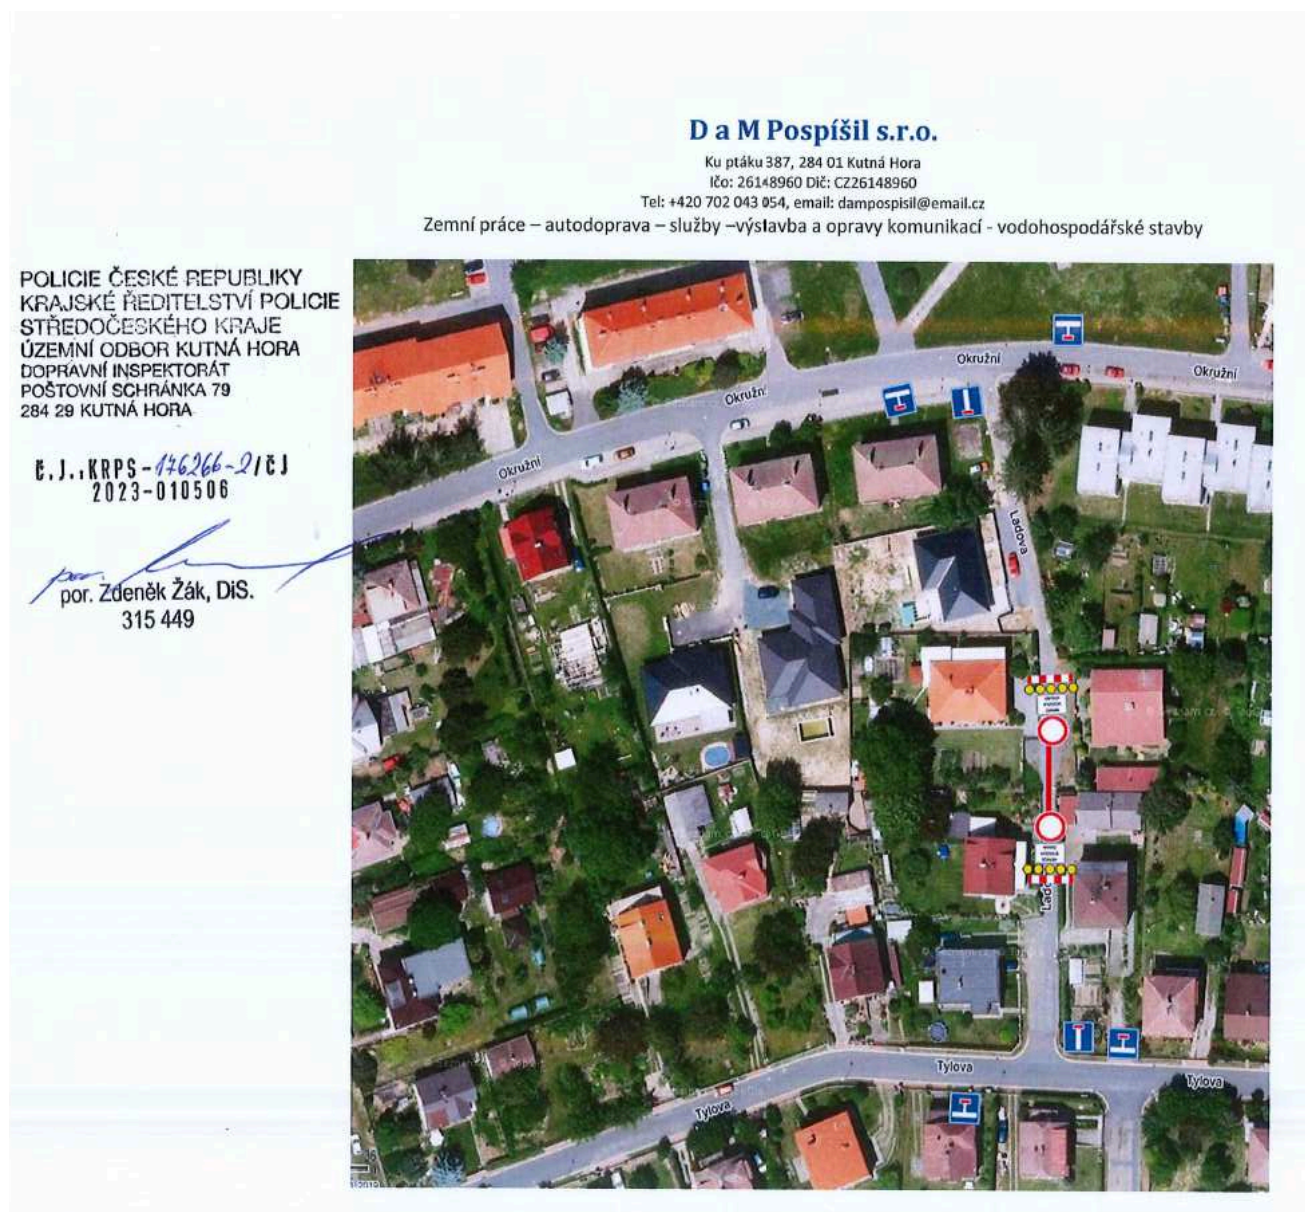 D a M Pospíšil s.r.o.
Ku ptáku 387, 284 01 Kutná Hora
Ičo: 26148960 Dič: CZ26148960
Tel: +420 702 043 054, email: dampospisil@email.cz
Zemní práce – autodoprava – služby –výstavba a opravy komunikací - vodohospodářské stavby
POLICIE ČESKÉ REPUBLIKY
KRAJSKÉ ŘEDITELSTVÍ POLICIE
STŘEDOČESKÉHO KRAJE
ÚZEMNÍ ODBOR KUTNÁ HORA
DOPRAVNÍ INSPEKTORÁT
POŠTOVNÍ SCHRÁNKA 79
284 29 KUTNÁ HORA
Č.J.:KRPS-176266-2/ČJ
2023-010506
por.
por. Zdeněk Žák, DiS.
315 449
Okružní
Okružní
Okružní
Okružní
Ladova
Lad
Tylova
Tylova
Tylova